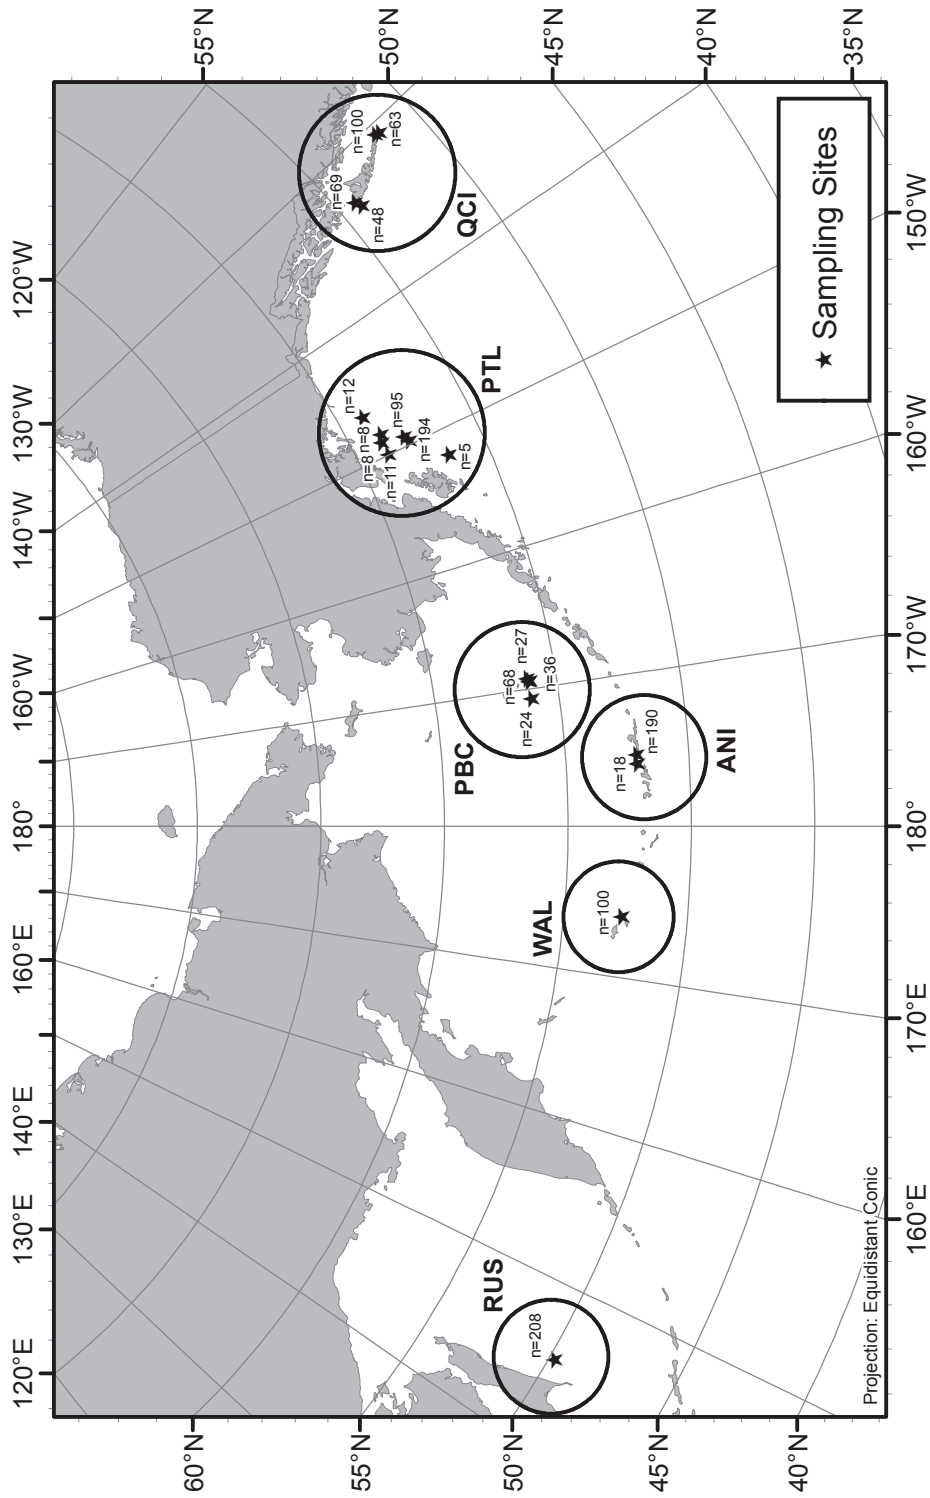 120°W
130°W
140°W
160°W
180°
160°E
140°E
130°E
120°E
55°N
50°N
45°N
40°N
35°N
60°N
55°N
50°N
45°N
40°N
150°W
160°W
170°W
180°
170°E
160°E
RUS
n=208
WAL
n=100
PBC
n=24
n=68
n=27
n=36
ANI
n=18
n=190
PTL
n=12
n=8
n=8
n=11
n=95
n=194
n=5
QCI
n=69
n=48
n=100
n=63
Sampling Sites
Projection: Equidistant Conic